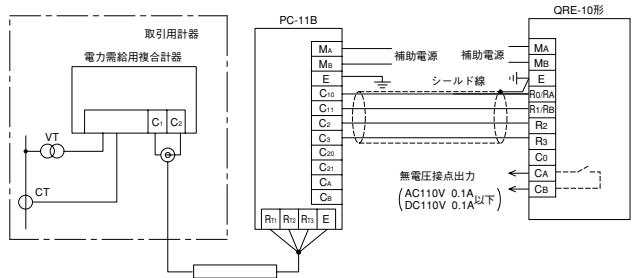 取引用計器
電力需給用複合計器
C1 C2
VT
CT
PC-11B
MA
MB
E
C10
C11
C2
C3
C20
C21
CA
CB
RT1 RT2 RT3 E
補助電源
シールド線
補助電源
QRE-10形
MA
MB
E
R0/RA
R1/RB
R2
R3
C0
CA
CB
無電圧接点出力
(AC110V 0.1A
DC110V 0.1A以下)